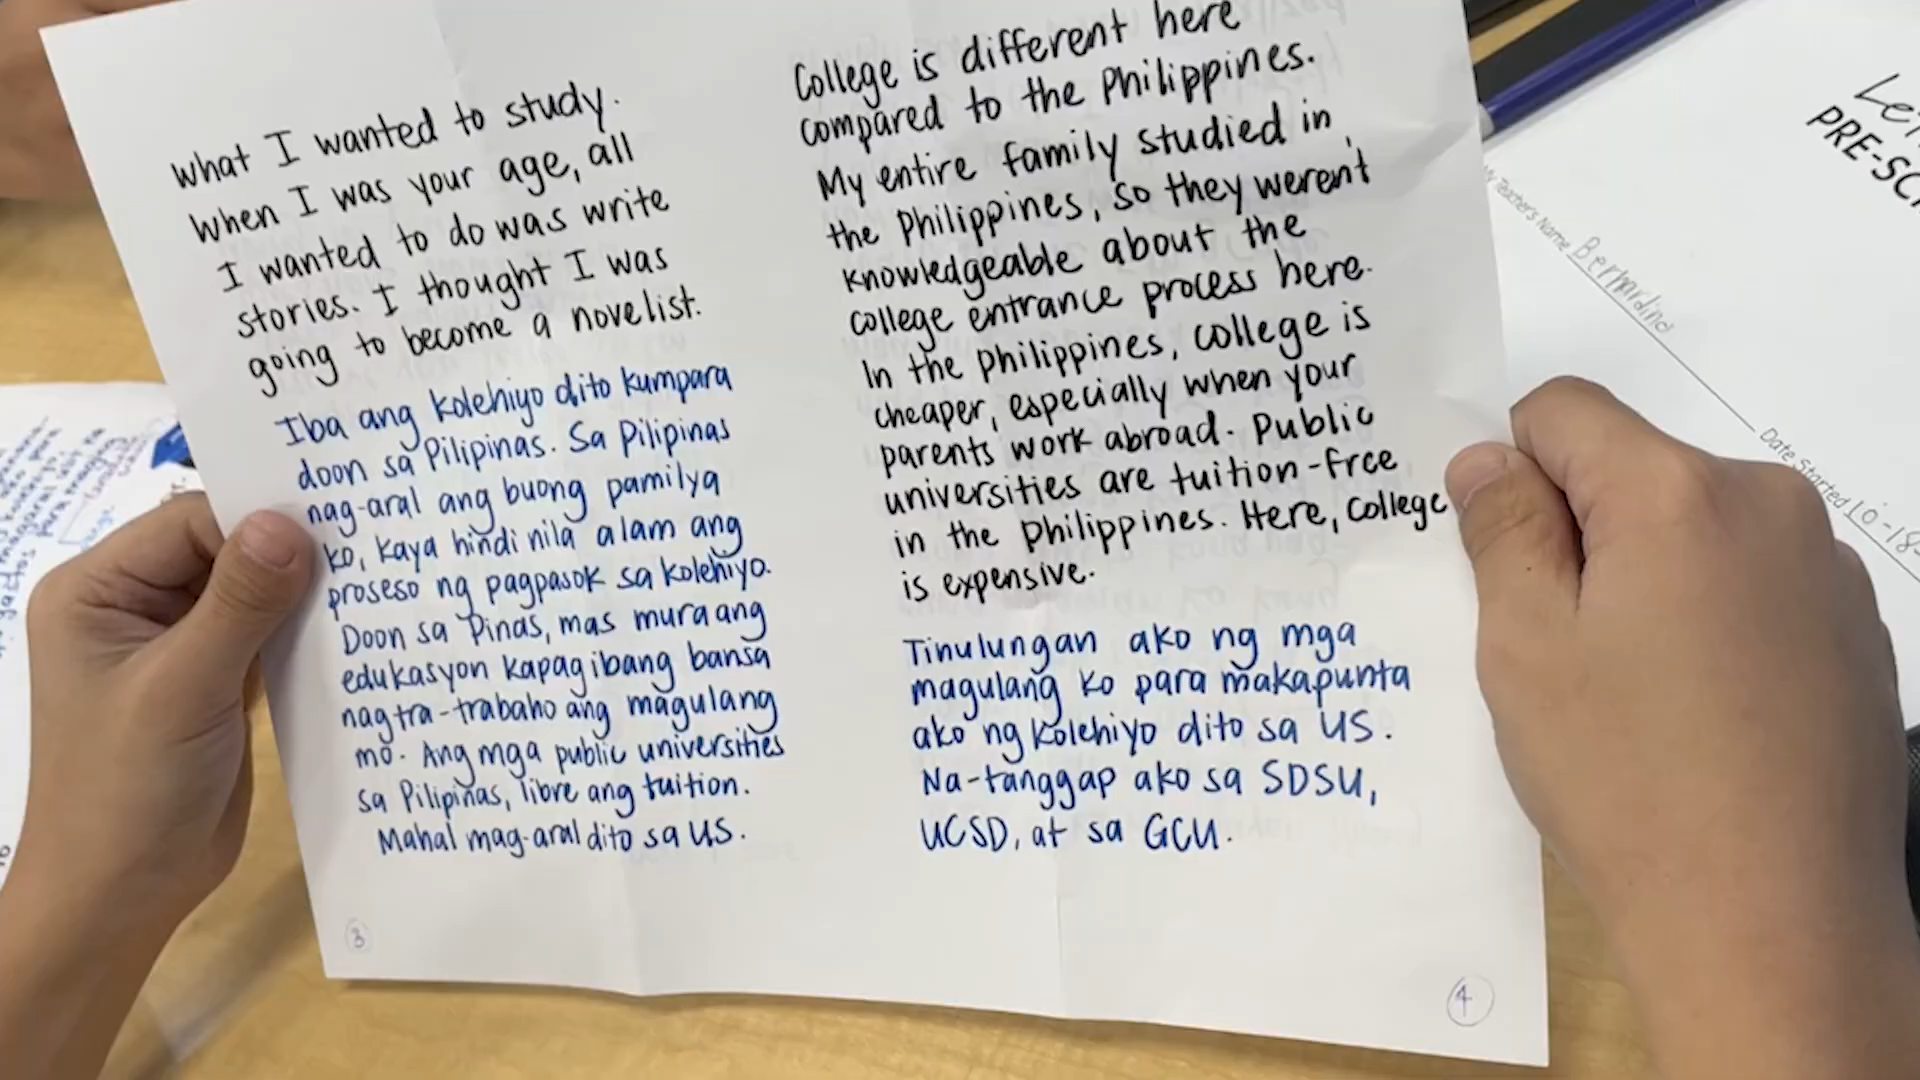 What I wanted to study.
When I was your age, all
I wanted to do was write
stories. I thought I was
going to become a novelist.
Iba ang kolehiyo dito kumpara
doon sa Pilipinas. Sa Pilipinas
nag-aral ang buong pamilya
ko, kaya hindi nila alam ang
proseso ng pagpasok sa kolehiyo.
Doon sa Pinas, mas mura ang
edukasyon kapag ibang bansa
nagtra-trabaho ang magulang
mo. Ang mga public universities
sa Pilipinas, libre ang tuition.
Mahal mag-aral dito sa US.
3
College is different here
compared to the Philippines.
My entire family studied in
the Philippines, so they weren't
knowledgeable about the
college entrance process here.
In the Philippines, college is
cheaper, especially when your
parents work abroad. Public
universities are tuition-free
in the Philippines. Here, college
is expensive.
Tinulungan ako ng mga
magulang ko para makapunta
ako ng kolehiyo dito sa US.
Na-tanggap ako sa SDSU,
UCSD, at sa GCU.
4
PRE-SC
My Teacher's Name Bernardino
Date Started 10-18